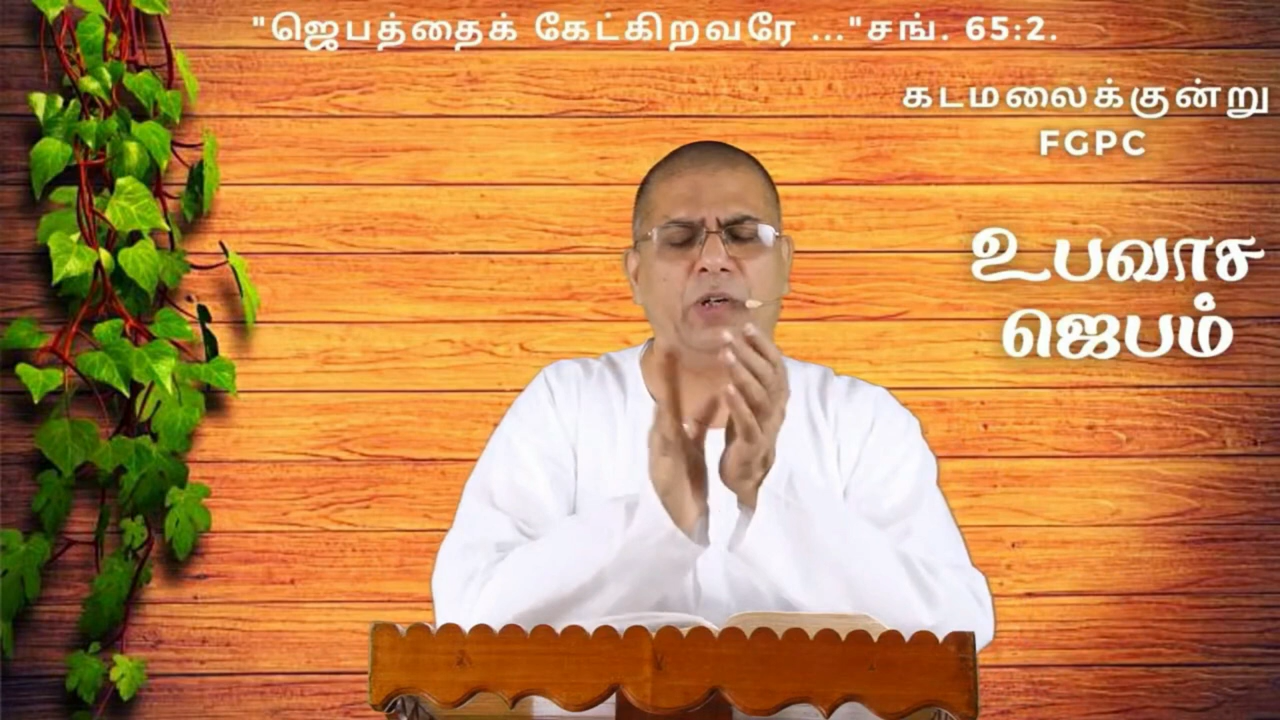 "ஜெபத்தைக் கேட்கிறவரே ..."சங். 65:2.
கடமலைக்குன்று
FGPC
உபவாச
ஜெபம்